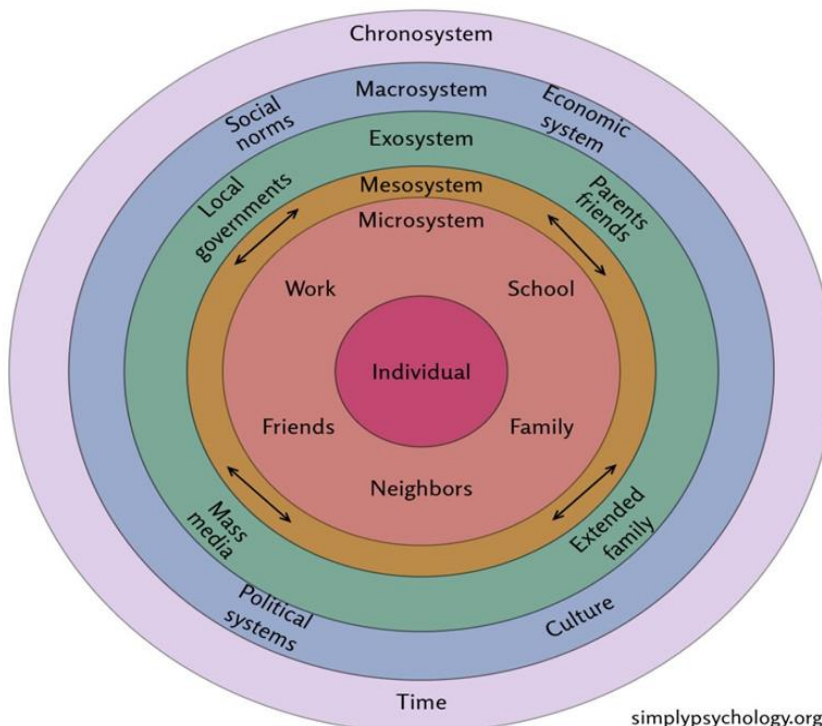 Chronosystem
Macrosystem
Social
norms
Economic
system
Exosystem
Local
governments
Parents
friends
Mesosystem
Microsystem
Work
School
Individual
Friends
Family
Neighbors
Mass
media
Extended
family
Political
systems
Culture
Time
simplypsychology.org